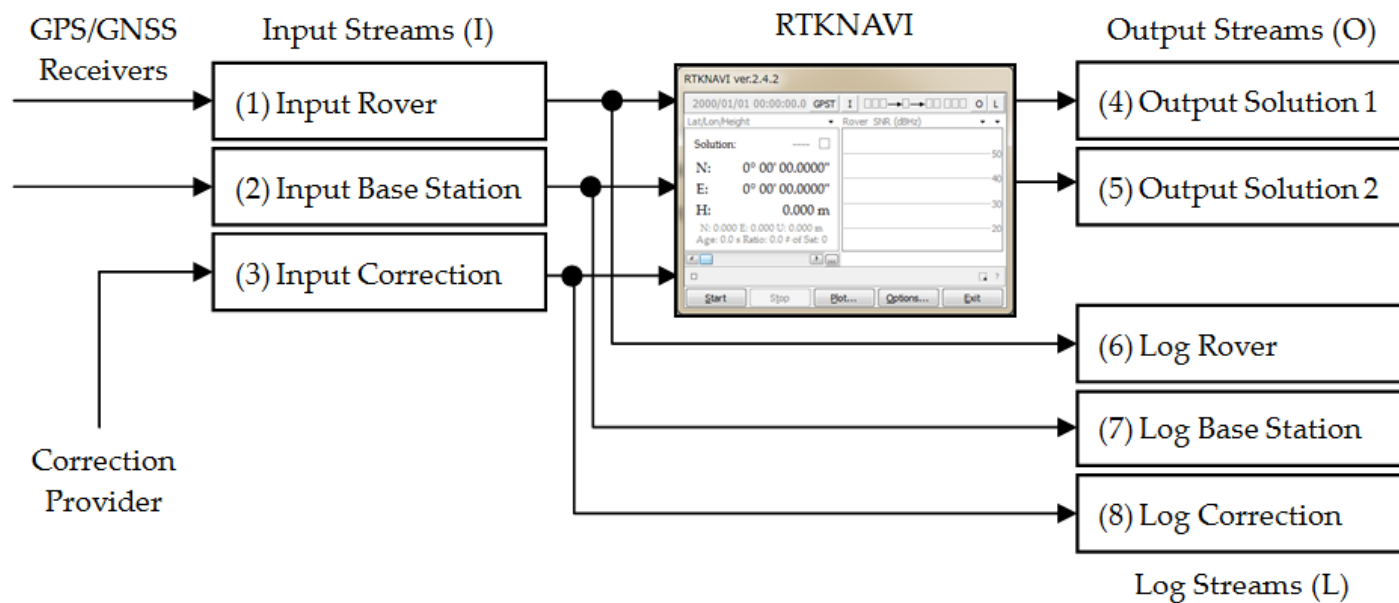 GPS/GNSS
Receivers
Input Streams (I)
RTKNAVI
Output Streams (O)
(1) Input Rover
(2) Input Base Station
(3) Input Correction
Correction
Provider
RTKNAVI ver.2.4.2
2000/01/01 00:00:00.0 GPST I O L
Lat/Lon/Height
Rover SNR (dBHz)
Solution: ----
N: 0° 00' 00.0000"
E: 0° 00' 00.0000"
H: 0.000 m
N: 0.000 E: 0.000 U: 0.000 m
Age: 0.0 s Ratio: 0.0 # of Sat: 0
50
40
30
20
...
?
Start Stop Plot... Options... Exit
(4) Output Solution 1
(5) Output Solution 2
(6) Log Rover
(7) Log Base Station
(8) Log Correction
Log Streams (L)